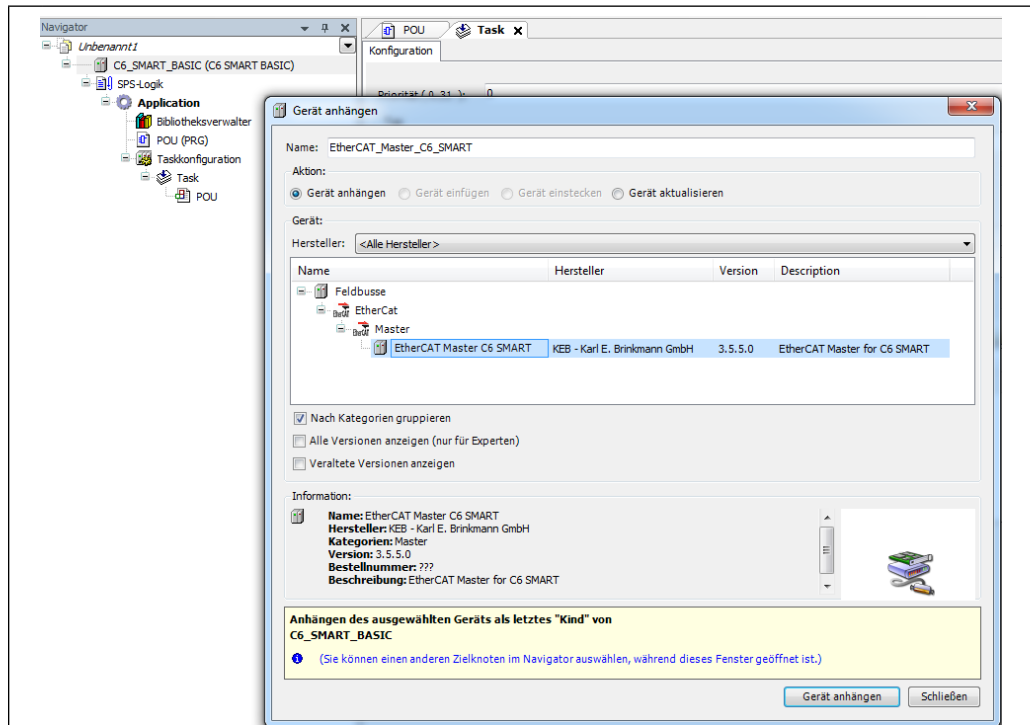 Navigator
Unbenannt1
C6_SMART_BASIC (C6 SMART BASIC)
SPS-Logik
Application
Bibliotheksverwalter
POU (PRG)
Taskkonfiguration
Task
POU
POU
Task
Konfiguration
Priorität ( 0..31 ): 0
Gerät anhängen
Name: EtherCAT_Master_C6_SMART
Aktion:
Gerät anhängen Gerät einfügen Gerät einstecken Gerät aktualisieren
Gerät:
Hersteller: <Alle Hersteller>
Name Hersteller Version Description
Feldbusse
EtherCat
Master
EtherCAT Master C6 SMART KEB - Karl E. Brinkmann GmbH 3.5.5.0 EtherCAT Master for C6 SMART
Nach Kategorien gruppieren
Alle Versionen anzeigen (nur für Experten)
Veraltete Versionen anzeigen
Information:
Name: EtherCAT Master C6 SMART
Hersteller: KEB - Karl E. Brinkmann GmbH
Kategorien: Master
Version: 3.5.5.0
Bestellnummer: ???
Beschreibung: EtherCAT Master for C6 SMART
Anhängen des ausgewählten Geräts als letztes "Kind" von
C6_SMART_BASIC
(Sie können einen anderen Zielknoten im Navigator auswählen, während dieses Fenster geöffnet ist.)
Gerät anhängen Schließen